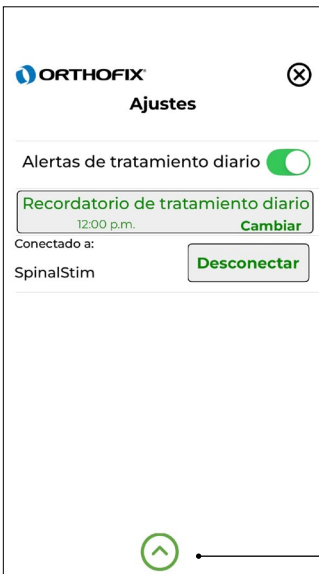 ORTHOFIX
Ajustes
Alertas de tratamiento diario
Recordatorio de tratamiento diario
12:00 p.m. Cambiar
Conectado a:
SpinalStim Desconectar